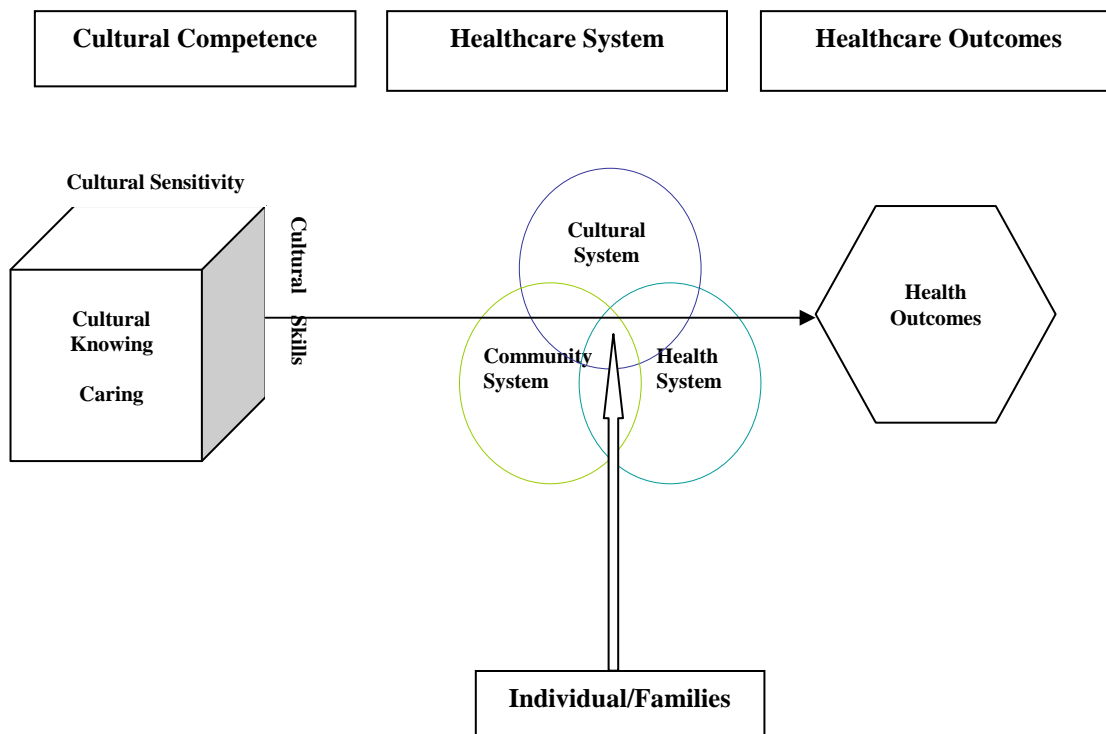 Cultural Competence
Healthcare System
Healthcare Outcomes
Cultural Sensitivity
Cultural Skills
Cultural
Knowing
Caring
Cultural
System
Community
System
Health
System
Health
Outcomes
Individual/Families